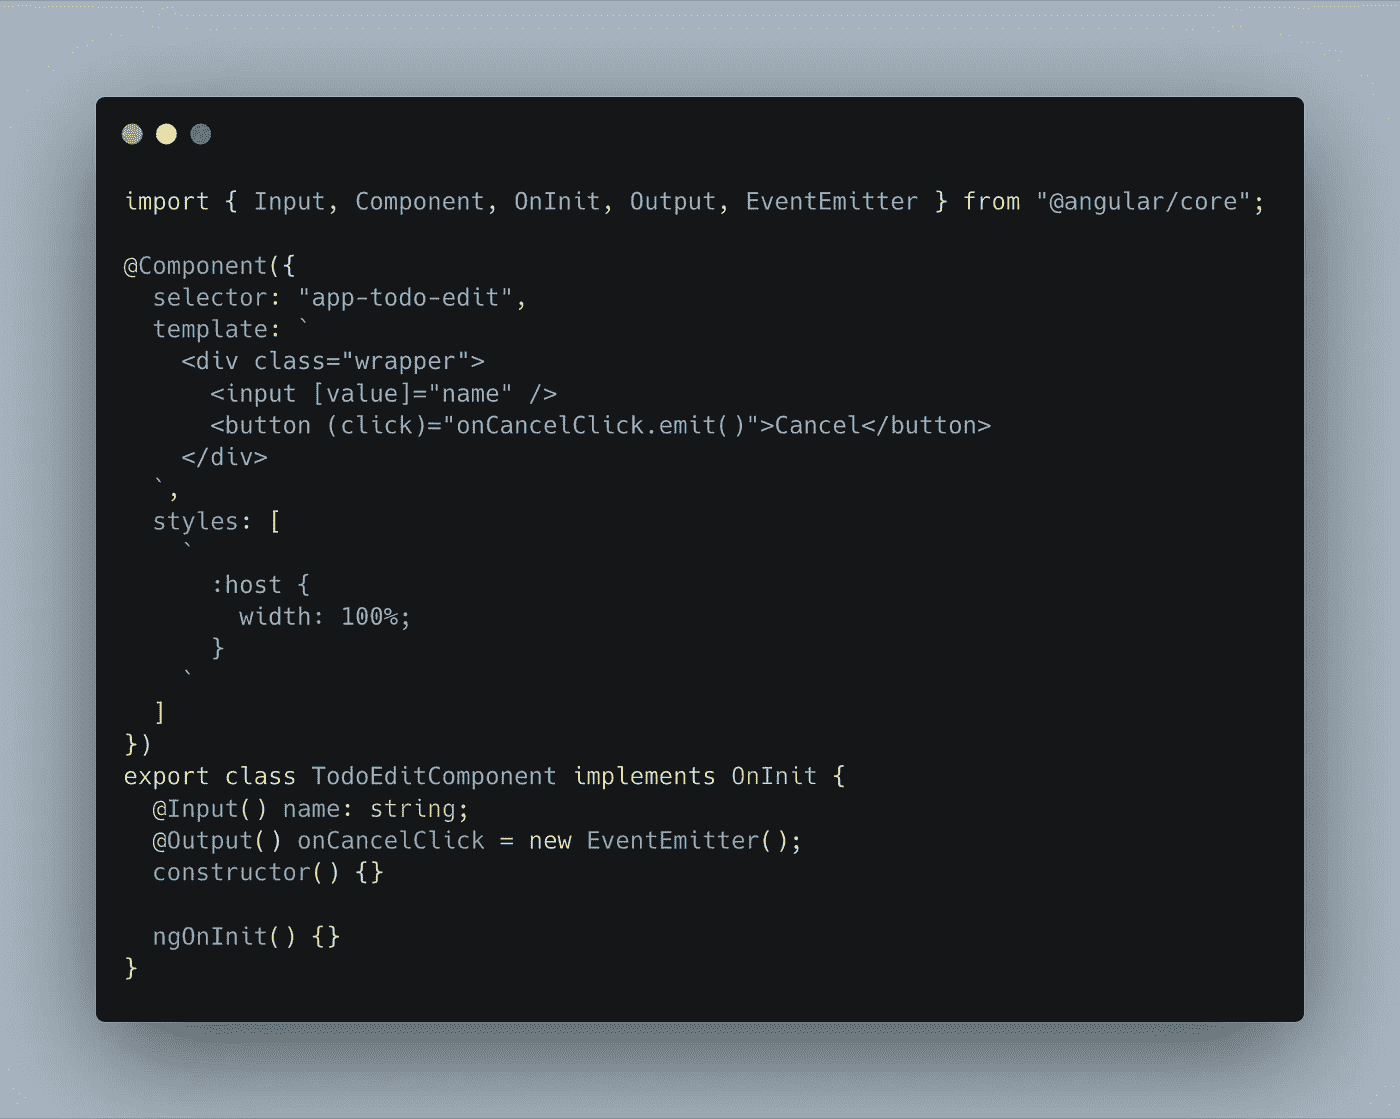 import { Input, Component, OnInit, Output, EventEmitter } from "@angular/core";

@Component({
  selector: "app-todo-edit",
  template: `
    <div class="wrapper">
      <input [value]="name" />
      <button (click)="onCancelClick.emit()">Cancel</button>
    </div>
  `,
  styles: [
    `
      :host {
        width: 100%;
      }
    `
  ]
})
export class TodoEditComponent implements OnInit {
  @Input() name: string;
  @Output() onCancelClick = new EventEmitter();
  constructor() {}

  ngOnInit() {}
}